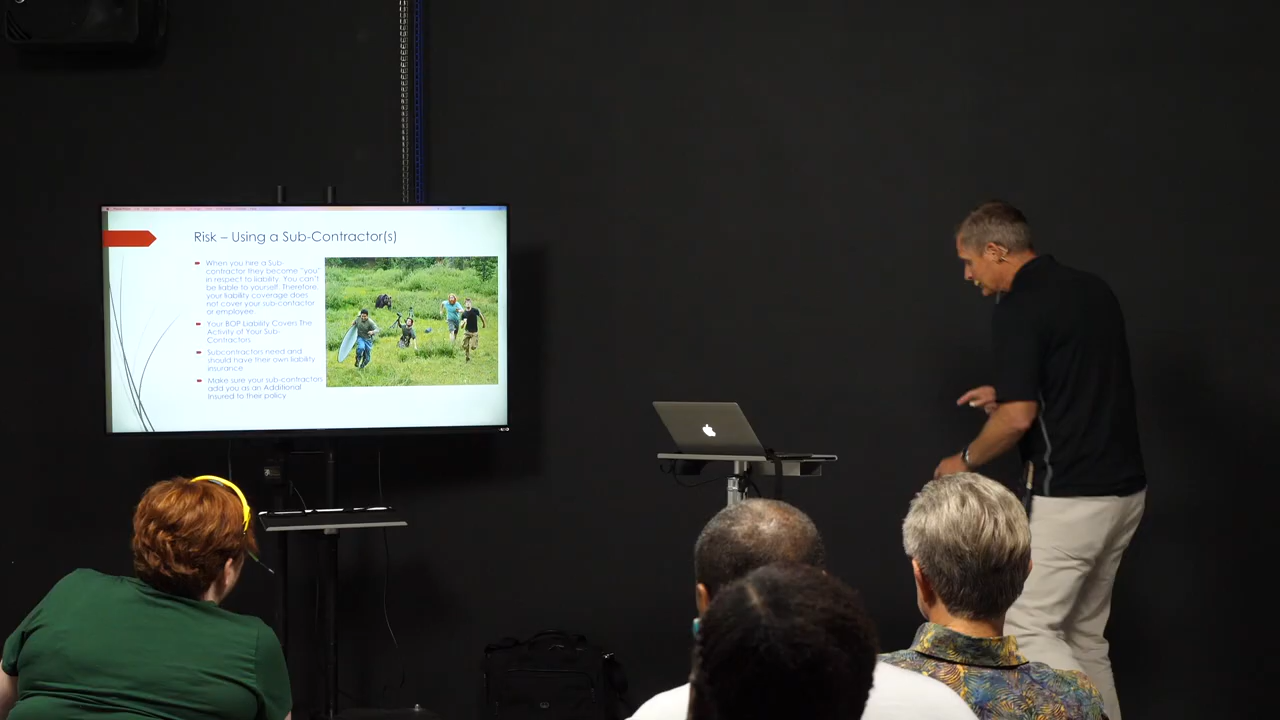 Risk – Using a Sub-Contractor(s)
When you hire a Sub-
contractor they become "you"
in respect to liability. You can't
be liable to yourself. Therefore,
your liability coverage does
not cover your sub-contactor
or employee
Your BOP Liability Covers The
Activity of Your Sub-
Contractors
Subcontractors need and
should have their own liability
insurance
Make sure your sub-contractors
add you as an Additional
Insured to their policy